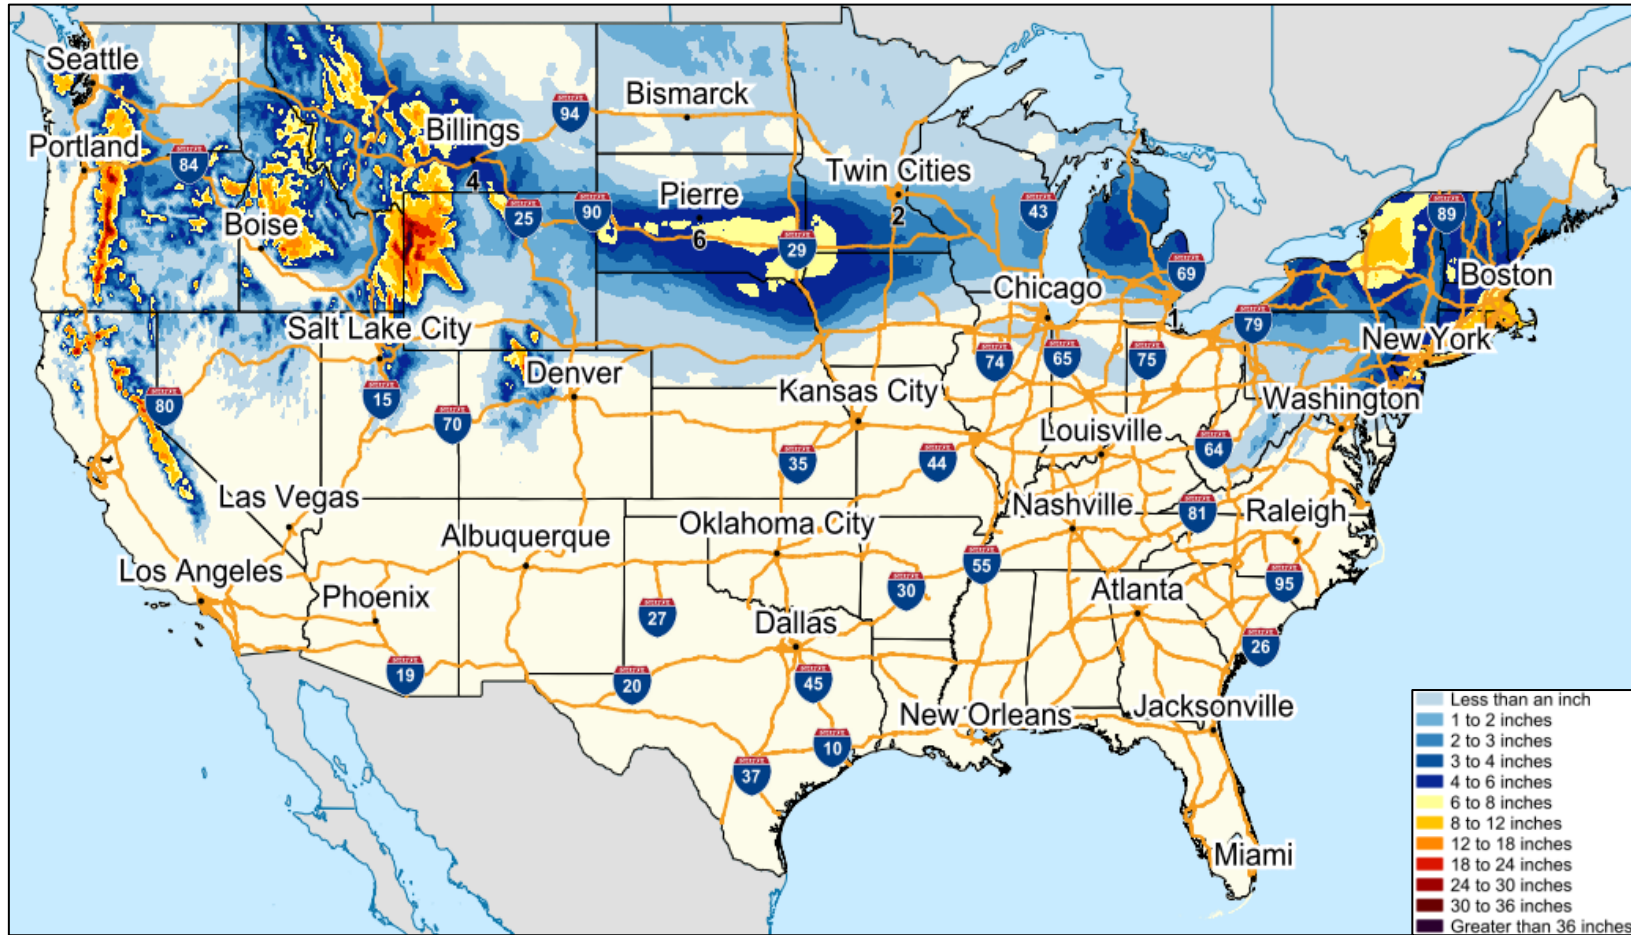 Seattle
Portland
84
Boise
Billings
4
94
Bismarck
25
90
Pierre
6
29
Twin Cities
2
43
69
89
Boston
Chicago
1
79
New York
Salt Lake City
15
80
70
Denver
74
65
75
Kansas City
Washington
Louisville
64
35
44
Las Vegas
Albuquerque
Oklahoma City
Nashville
81
Raleigh
55
Los Angeles
Phoenix
27
Dallas
30
Atlanta
95
26
19
20
45
New Orleans
Jacksonville
10
37
Miami
Less than an inch
1 to 2 inches
2 to 3 inches
3 to 4 inches
4 to 6 inches
6 to 8 inches
8 to 12 inches
12 to 18 inches
18 to 24 inches
24 to 30 inches
30 to 36 inches
Greater than 36 inches